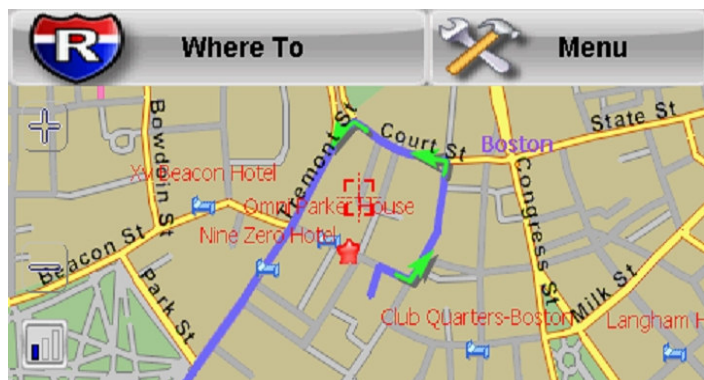 R
Where To
Menu
Bowdoin St
Tremont St
Court St
Boston
State St
XV Beacon Hotel
Omni Parker House
Nine Zero Hotel
Beacon St
Park St
Congress St
Milk St
Club Quarters-Boston
Langham H